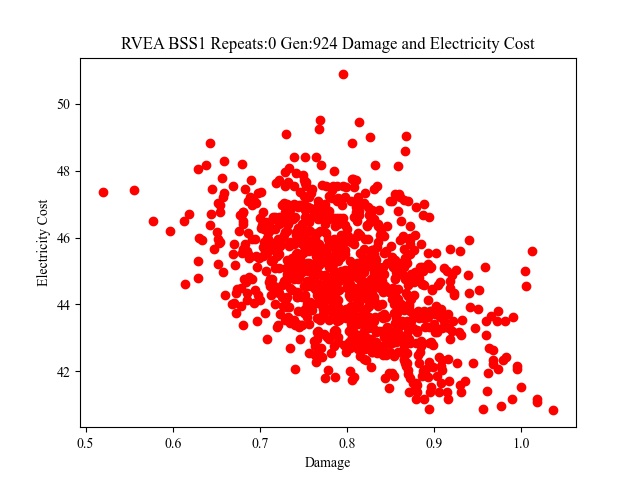 RVEA BSS1 Repeats:0 Gen:924 Damage and Electricity Cost
50
48
46
44
42
Electricity Cost
0.5 0.6 0.7 0.8 0.9 1.0
Damage